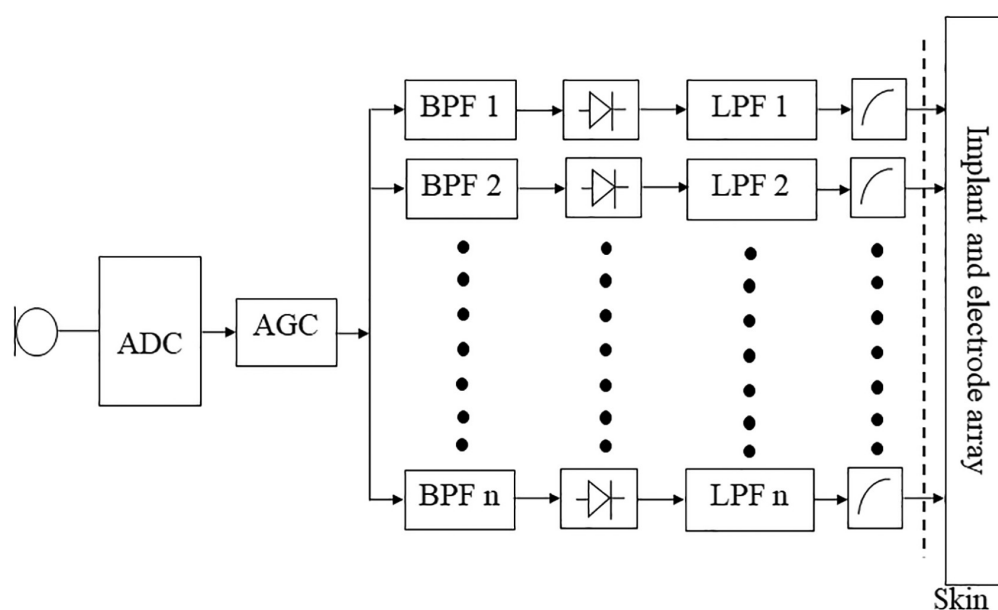 BPF 1
LPF 1
BPF 2
LPF 2
ADC
AGC
BPF n
LPF n
Implant and electrode array
Skin